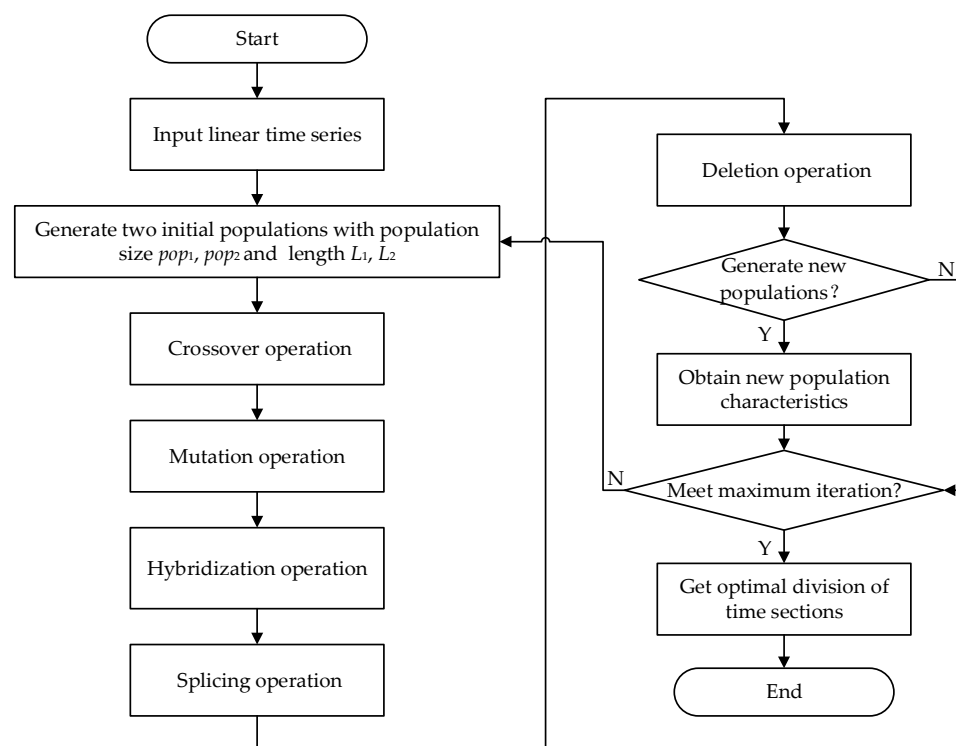 Start
Input linear time series
Generate two initial populations with population
size pop₁, pop₂ and length L₁, L₂
Crossover operation
Mutation operation
Hybridization operation
Splicing operation
Deletion operation
Generate new
populations?
N
Y
Obtain new population
characteristics
N
Meet maximum iteration?
Y
Get optimal division of
time sections
End